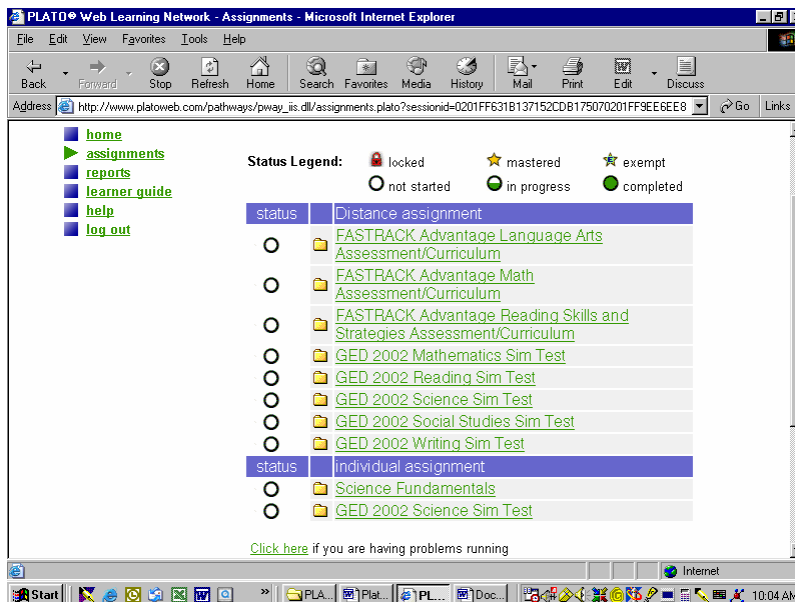 PLATO® Web Learning Network - Assignments - Microsoft Internet Explorer
File Edit View Favorites Tools Help
Back Forward Stop Refresh Home Search Favorites Media History Mail Print Edit Discuss
Address http://www.platoweb.com/pathways/pway_iis.dll/assignments.plato?sessionid=0201FF631B137152CDB175070201FF9EE6EE8 Go Links
home
assignments
reports
learner guide
help
log out
Status Legend: locked mastered exempt
not started in progress completed
status Distance assignment
FASTRACK Advantage Language Arts
Assessment/Curriculum
FASTRACK Advantage Math
Assessment/Curriculum
FASTRACK Advantage Reading Skills and
Strategies Assessment/Curriculum
GED 2002 Mathematics Sim Test
GED 2002 Reading Sim Test
GED 2002 Science Sim Test
GED 2002 Social Studies Sim Test
GED 2002 Writing Sim Test
status individual assignment
Science Fundamentals
GED 2002 Science Sim Test
Click here if you are having problems running
Internet
Start » PLA... Plat... PL... Doc... 10:04 AM